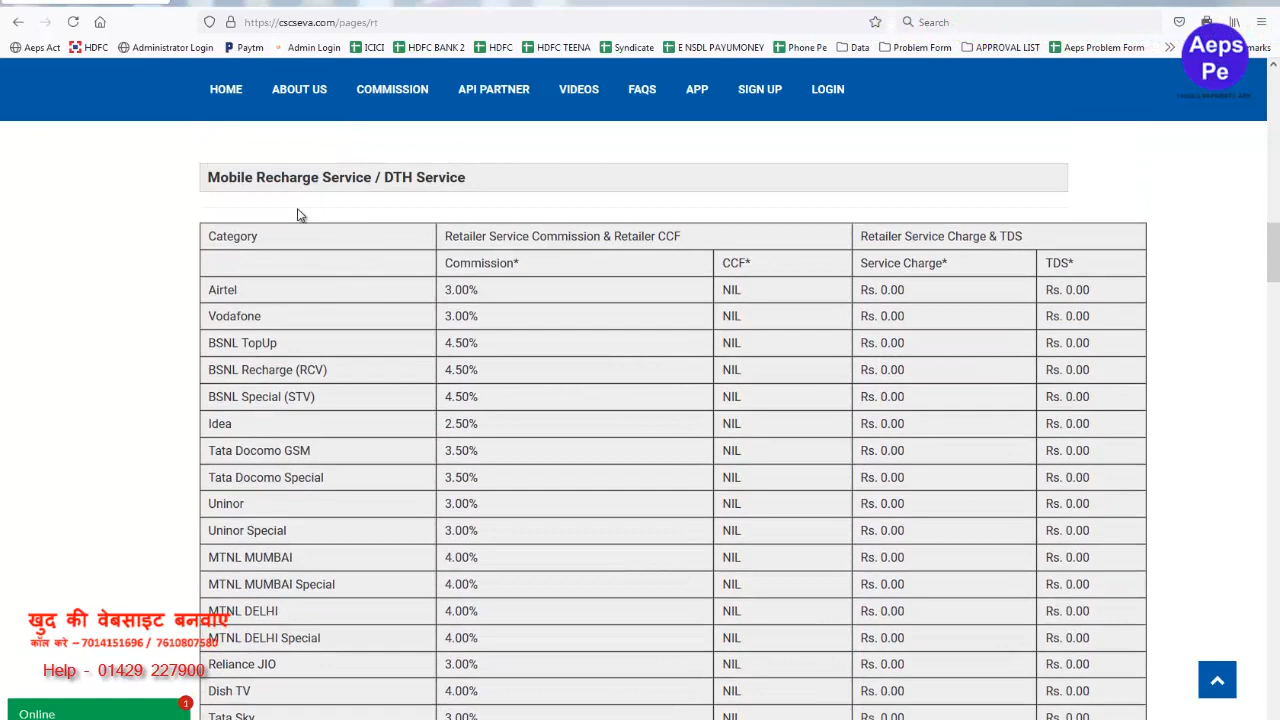 https://cscseva.com/pages/rt
Search
Aeps Act HDFC Administrator Login Paytm Admin Login ICICI HDFC BANK 2 HDFC HDFC TEENA Syndicate E NSDL PAYUMONEY Phone Pe Data Problem Form APPROVAL LIST Aeps Problem Form
Aeps
Pe
HOME ABOUT US COMMISSION API PARTNER VIDEOS FAQS APP SIGN UP LOGIN
Mobile Recharge Service / DTH Service
Category Retailer Service Commission & Retailer CCF Retailer Service Charge & TDS
Commission* CCF* Service Charge* TDS*
Airtel 3.00% NIL Rs. 0.00 Rs. 0.00
Vodafone 3.00% NIL Rs. 0.00 Rs. 0.00
BSNL TopUp 4.50% NIL Rs. 0.00 Rs. 0.00
BSNL Recharge (RCV) 4.50% NIL Rs. 0.00 Rs. 0.00
BSNL Special (STV) 4.50% NIL Rs. 0.00 Rs. 0.00
Idea 2.50% NIL Rs. 0.00 Rs. 0.00
Tata Docomo GSM 3.50% NIL Rs. 0.00 Rs. 0.00
Tata Docomo Special 3.50% NIL Rs. 0.00 Rs. 0.00
Uninor 3.00% NIL Rs. 0.00 Rs. 0.00
Uninor Special 3.00% NIL Rs. 0.00 Rs. 0.00
MTNL MUMBAI 4.00% NIL Rs. 0.00 Rs. 0.00
MTNL MUMBAI Special 4.00% NIL Rs. 0.00 Rs. 0.00
MTNL DELHI 4.00% NIL Rs. 0.00 Rs. 0.00
MTNL DELHI Special 4.00% NIL Rs. 0.00 Rs. 0.00
Reliance JIO 3.00% NIL Rs. 0.00 Rs. 0.00
Dish TV 4.00% NIL Rs. 0.00 Rs. 0.00
Tata Sky 3.00% NIL Rs. 0.00 Rs. 0.00
खुद की वेबसाइट बनवाए
कॉल करे – 7014151696 / 7610807580
Help - 01429 227900
Online 1